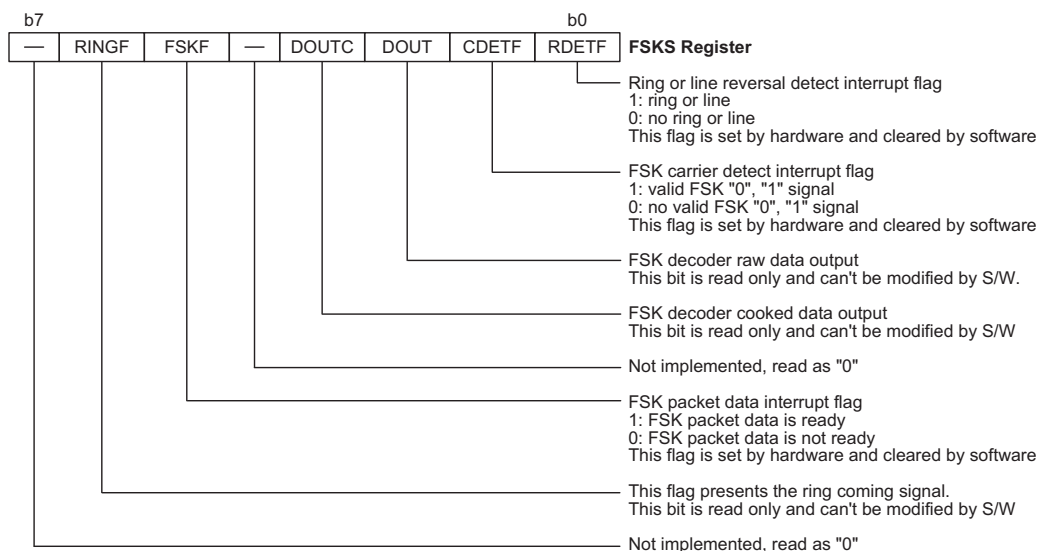 b7 b0
— RINGF FSKF — DOUTC DOUT CDETF RDETF FSKS Register
Ring or line reversal detect interrupt flag
1: ring or line
0: no ring or line
This flag is set by hardware and cleared by software
FSK carrier detect interrupt flag
1: valid FSK "0", "1" signal
0: no valid FSK "0", "1" signal
This flag is set by hardware and cleared by software
FSK decoder raw data output
This bit is read only and can't be modified by S/W.
FSK decoder cooked data output
This bit is read only and can't be modified by S/W
Not implemented, read as "0"
FSK packet data interrupt flag
1: FSK packet data is ready
0: FSK packet data is not ready
This flag is set by hardware and cleared by software
This flag presents the ring coming signal.
This bit is read only and can't be modified by S/W
Not implemented, read as "0"